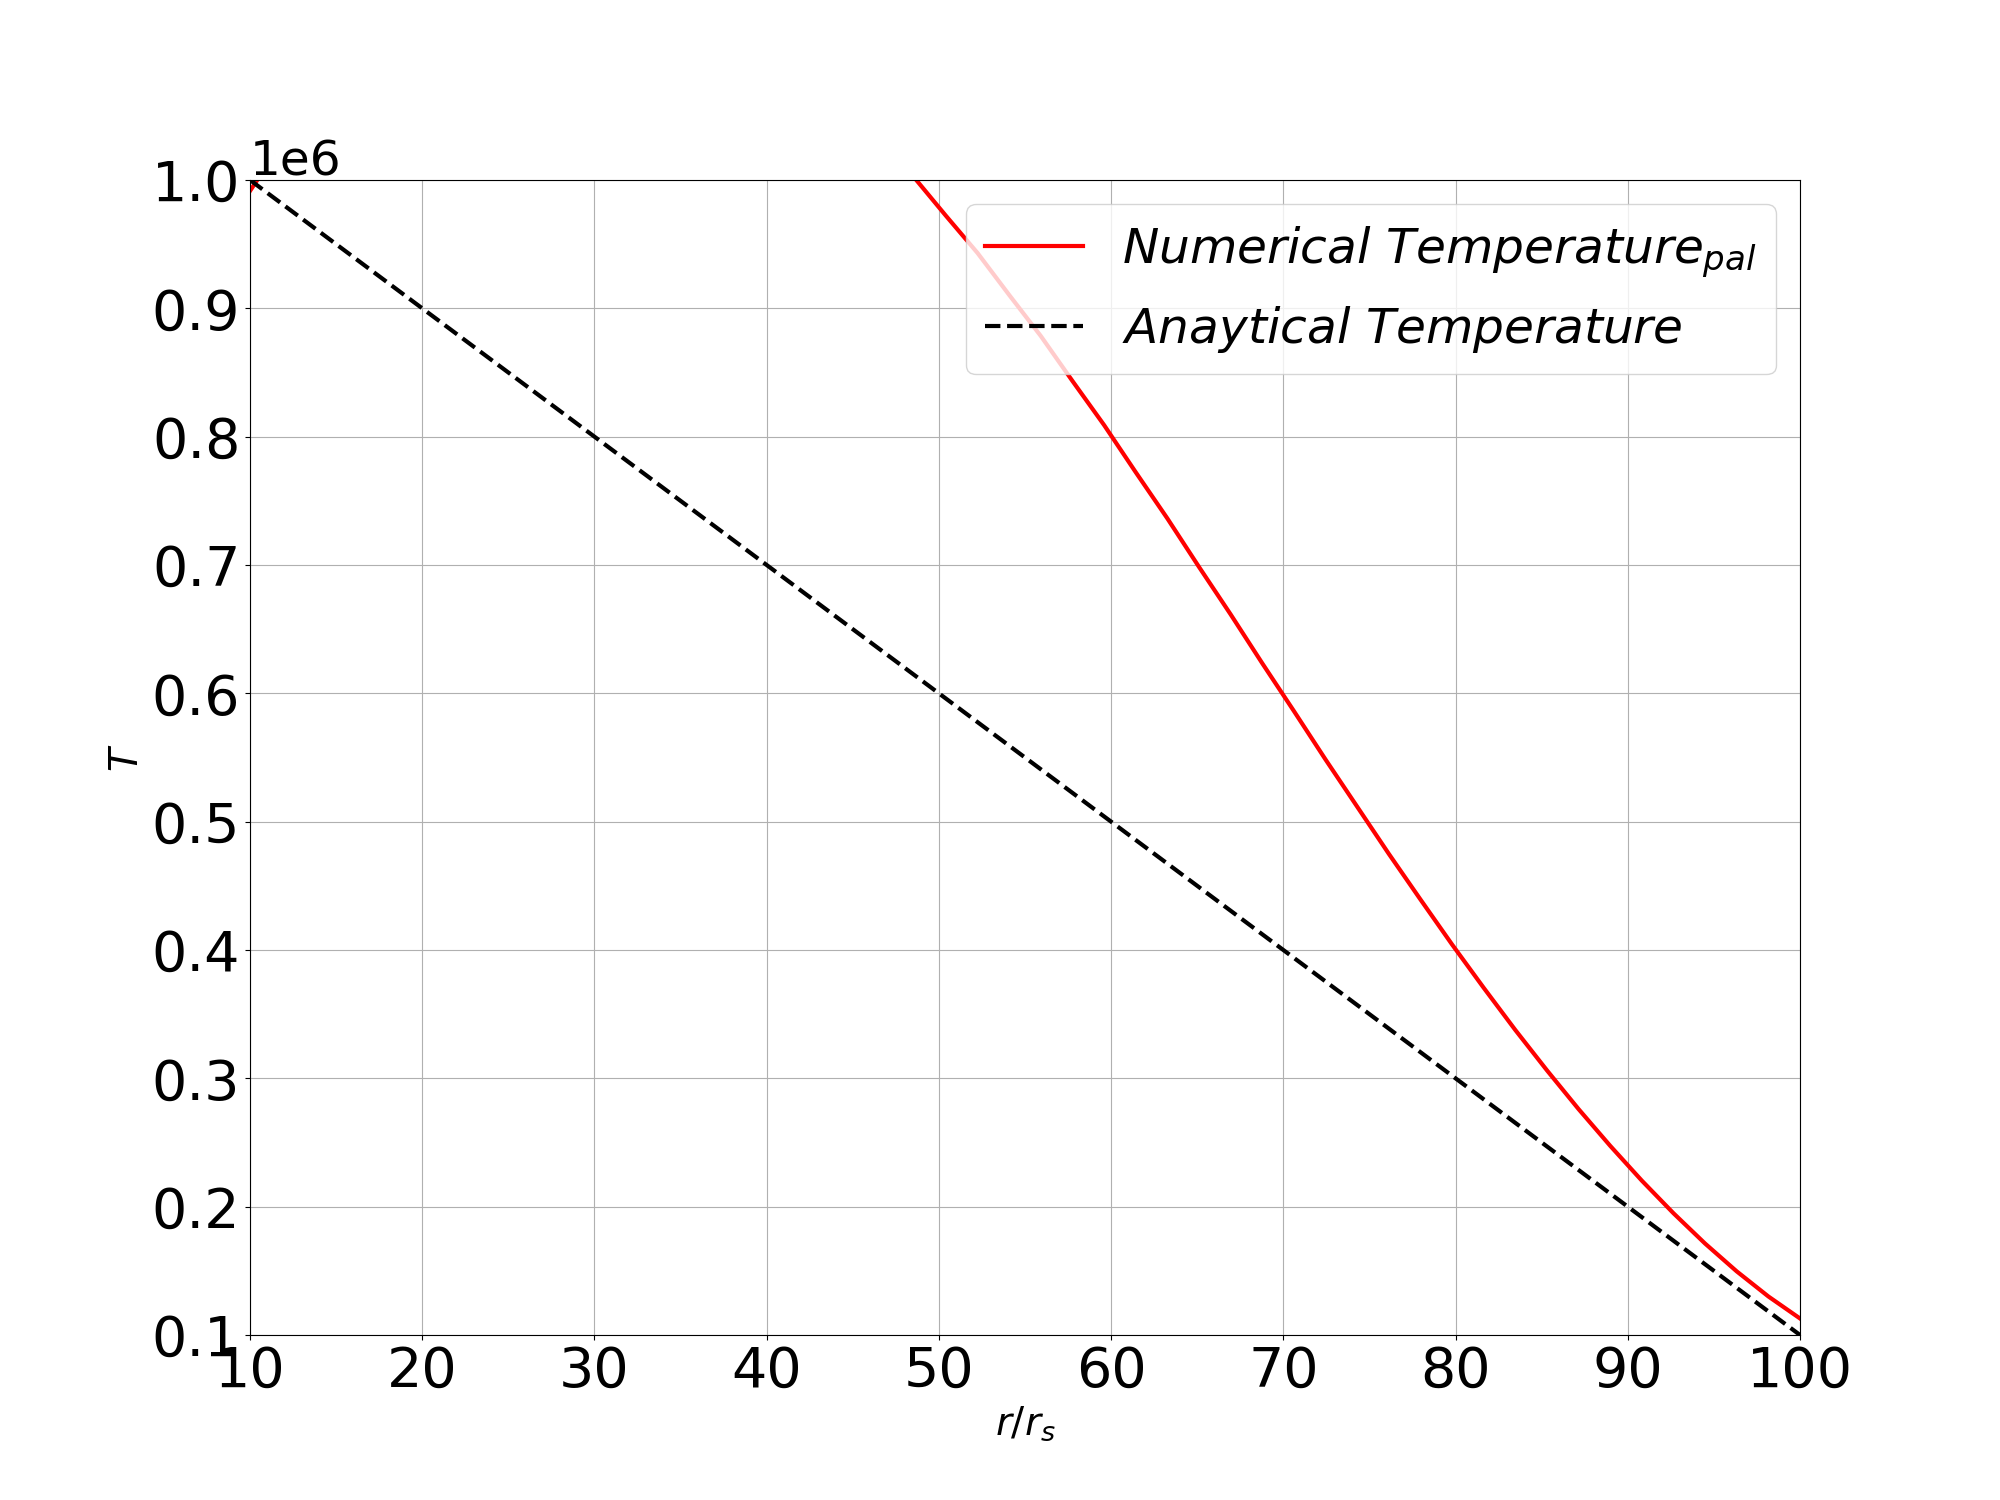 1e6
1.0
0.9
0.8
0.7
0.6
0.5
0.4
0.3
0.2
0.1
T
Numerical Temperature_pal
Anaytical Temperature
10 20 30 40 50 60 70 80 90 100
r/r_s